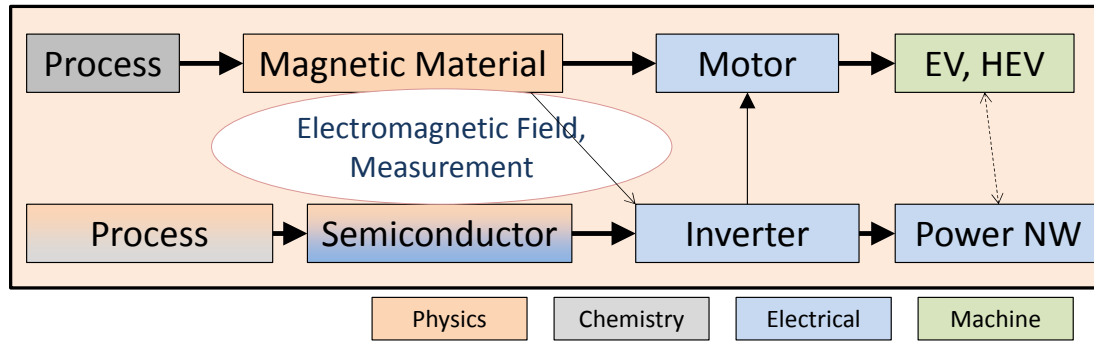 Process
Magnetic Material
Motor
EV, HEV
Electromagnetic Field,
Measurement
Process
Semiconductor
Inverter
Power NW
Physics
Chemistry
Electrical
Machine